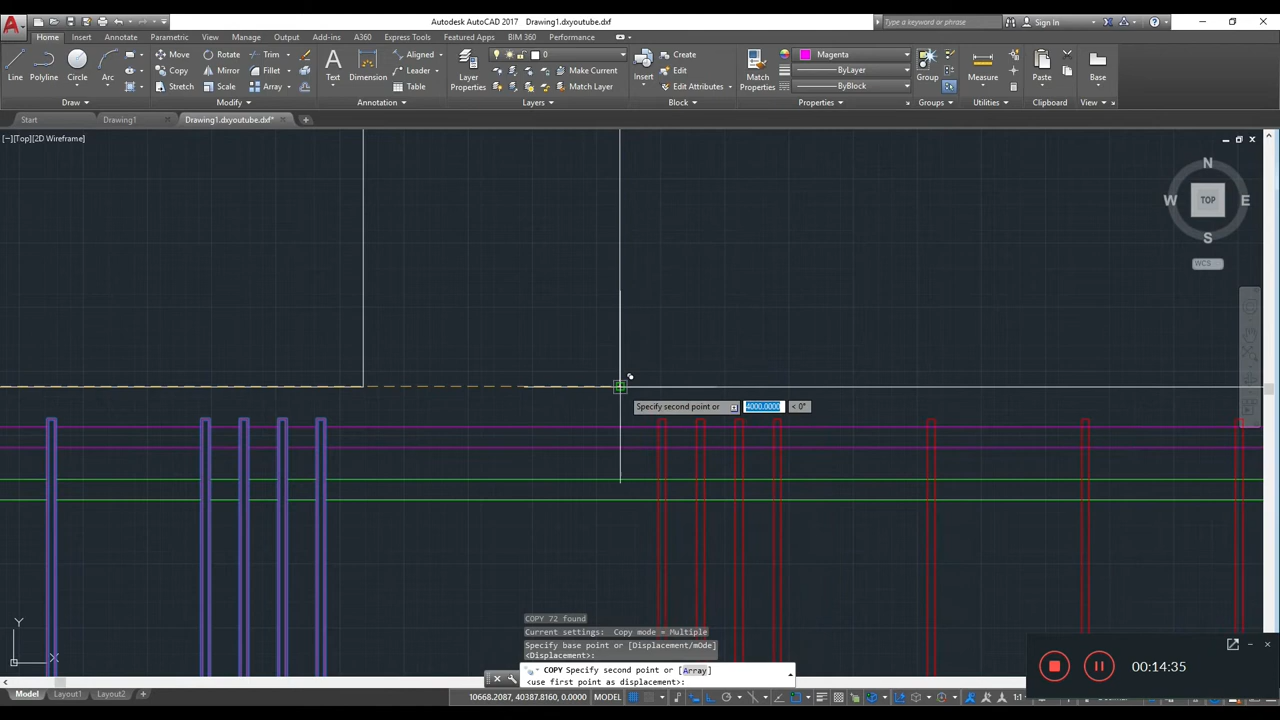 Autodesk AutoCAD 2017 Drawing1.dxyoutube.dxf
Type a keyword or phrase
Sign In
Home Insert Annotate Parametric View Manage Output Add-ins A360 Express Tools Featured Apps BIM 360 Performance
Line Polyline Circle Arc
Move Rotate Trim
Copy Mirror Fillet
Stretch Scale Array
Text Dimension
Aligned
Leader
Table
Layer Properties
0
Make Current
Match Layer
Insert
Create
Edit
Edit Attributes
Match Properties
Magenta
ByLayer
ByBlock
Group
Measure
Paste
Base
Draw Modify Annotation Layers Block Properties Groups Utilities Clipboard View
Start Drawing1 Drawing1.dxyoutube.dxf*
[−][Top][2D Wireframe]
N
W TOP E
S
WCS
Specify second point or 4000.0000 < 0°
COPY 72 found
Current settings: Copy mode = Multiple
Specify base point or [Displacement/mOde]
<Displacement>:
COPY Specify second point or [Array]
<use first point as displacement>:
Y
X
00:14:35
Model Layout1 Layout2
10668.2087, 40387.8160, 0.0000 MODEL